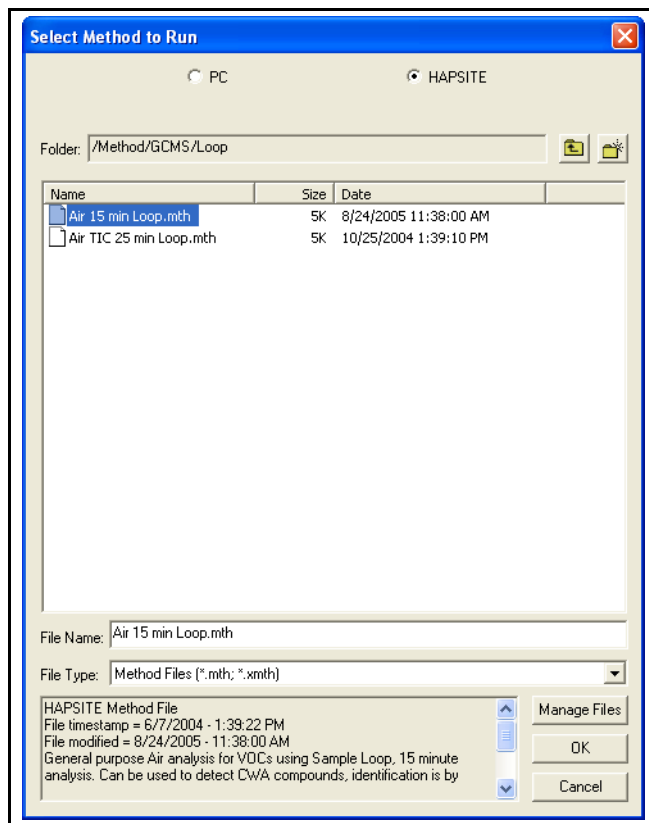 Select Method to Run
PC HAPSITE
Folder: /Method/GCMS/Loop
Name Size Date
Air 15 min Loop.mth 5K 8/24/2005 11:38:00 AM
Air TIC 25 min Loop.mth 5K 10/25/2004 1:39:10 PM
File Name: Air 15 min Loop.mth
File Type: Method Files (*.mth; *.xmth)
HAPSITE Method File
File timestamp = 6/7/2004 - 1:39:22 PM
File modified = 8/24/2005 - 11:38:00 AM
General purpose Air analysis for VOCs using Sample Loop, 15 minute
analysis. Can be used to detect CWA compounds, identification is by
Manage Files
OK
Cancel